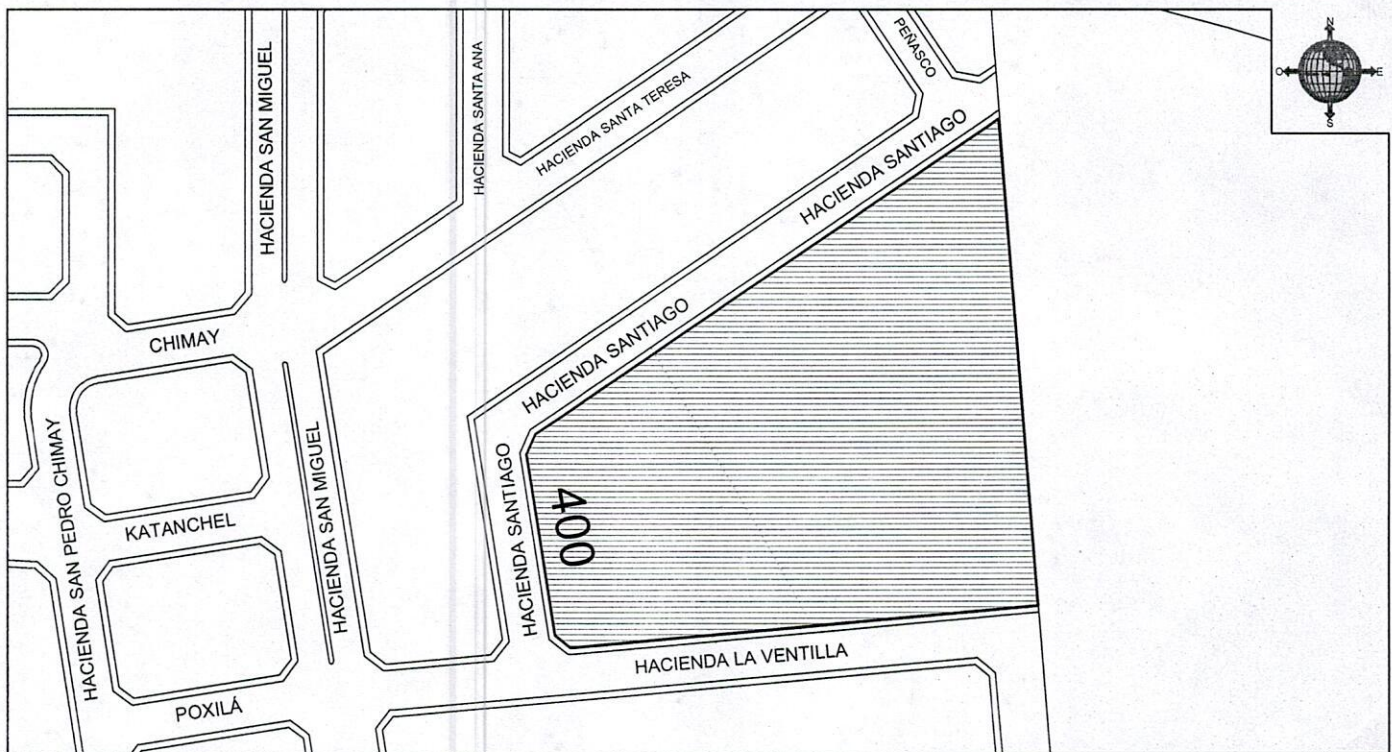 HACIENDA SAN MIGUEL
HACIENDA SANTA ANA
HACIENDA SANTA TERESA
PEÑASCO
N
O
E
S
HACIENDA SANTIAGO
CHIMAY
HACIENDA SANTIAGO
HACIENDA SAN PEDRO CHIMAY
HACIENDA SAN MIGUEL
HACIENDA SANTIAGO
400
KATANCHEL
HACIENDA LA VENTILLA
POXILÁ